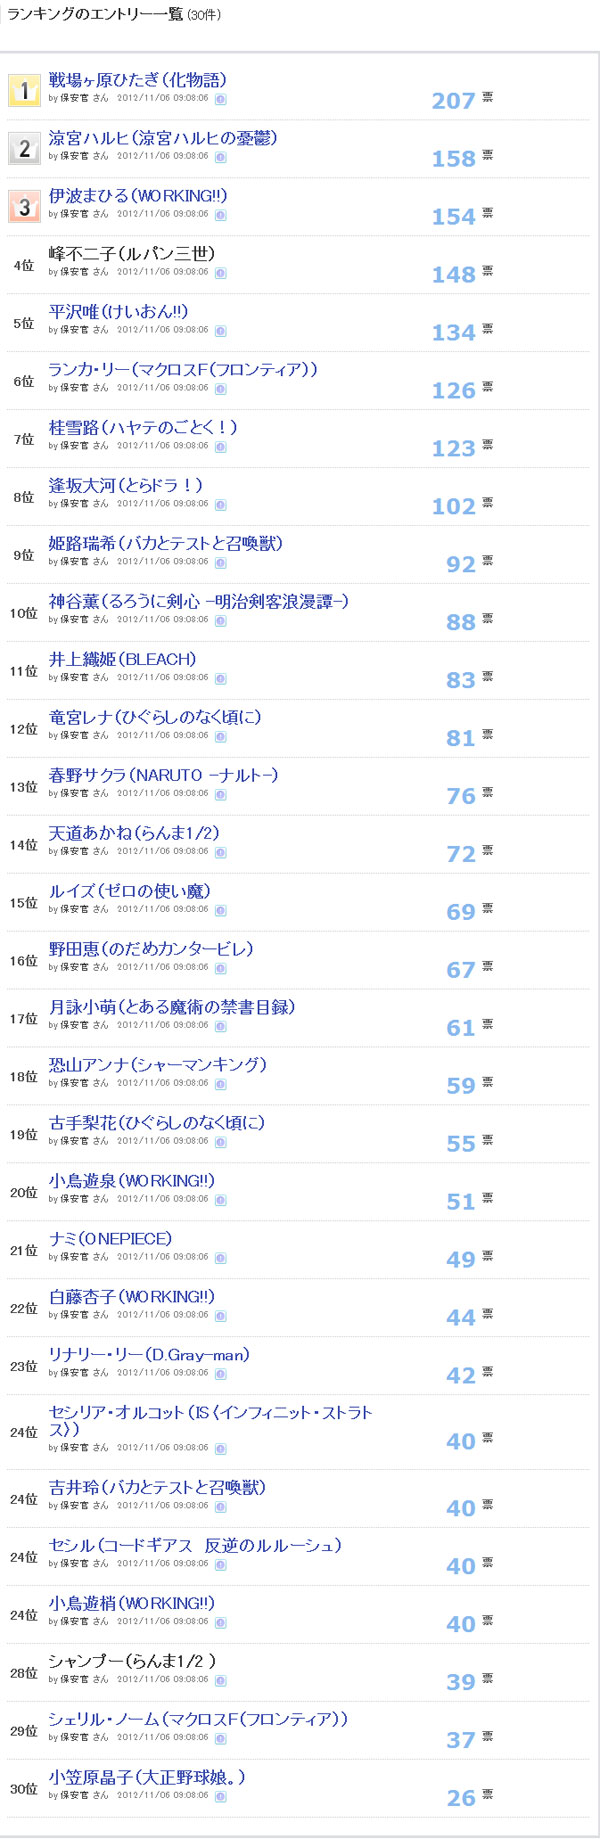 ランキングのエントリー一覧 (30件)
1
戦場ヶ原ひたぎ(化物語)
by 保安官 さん 2012/11/06 09:08:06
207 票
2
涼宮ハルヒ(涼宮ハルヒの憂鬱)
by 保安官 さん 2012/11/06 09:08:06
158 票
3
伊波まひる(WORKING!!)
by 保安官 さん 2012/11/06 09:08:06
154 票
4位
峰不二子(ルパン三世)
by 保安官 さん 2012/11/06 09:08:06
148 票
5位
平沢唯(けいおん!!)
by 保安官 さん 2012/11/06 09:08:06
134 票
6位
ランカ・リー(マクロスF(フロンティア))
by 保安官 さん 2012/11/06 09:08:06
126 票
7位
桂雪路(ハヤテのごとく！)
by 保安官 さん 2012/11/06 09:08:06
123 票
8位
逢坂大河(とらドラ！)
by 保安官 さん 2012/11/06 09:08:06
102 票
9位
姫路瑞希(バカとテストと召喚獣)
by 保安官 さん 2012/11/06 09:08:06
92 票
10位
神谷薫(るろうに剣心 -明治剣客浪漫譚-)
by 保安官 さん 2012/11/06 09:08:06
88 票
11位
井上織姫(BLEACH)
by 保安官 さん 2012/11/06 09:08:06
83 票
12位
竜宮レナ(ひぐらしのなく頃に)
by 保安官 さん 2012/11/06 09:08:06
81 票
13位
春野サクラ(NARUTO -ナルト-)
by 保安官 さん 2012/11/06 09:08:06
76 票
14位
天道あかね(らんま1/2)
by 保安官 さん 2012/11/06 09:08:06
72 票
15位
ルイズ(ゼロの使い魔)
by 保安官 さん 2012/11/06 09:08:06
69 票
16位
野田恵(のだめカンタービレ)
by 保安官 さん 2012/11/06 09:08:06
67 票
17位
月詠小萌(とある魔術の禁書目録)
by 保安官 さん 2012/11/06 09:08:06
61 票
18位
恐山アンナ(シャーマンキング)
by 保安官 さん 2012/11/06 09:08:06
59 票
19位
古手梨花(ひぐらしのなく頃に)
by 保安官 さん 2012/11/06 09:08:06
55 票
20位
小鳥遊泉(WORKING!!)
by 保安官 さん 2012/11/06 09:08:06
51 票
21位
ナミ(ONEPIECE)
by 保安官 さん 2012/11/06 09:08:06
49 票
22位
白藤杏子(WORKING!!)
by 保安官 さん 2012/11/06 09:08:06
44 票
23位
リナリー・リー(D.Gray-man)
by 保安官 さん 2012/11/06 09:08:06
42 票
24位
セシリア・オルコット(IS〈インフィニット・ストラト
ス〉)
by 保安官 さん 2012/11/06 09:08:06
40 票
24位
吉井玲(バカとテストと召喚獣)
by 保安官 さん 2012/11/06 09:08:06
40 票
24位
セシル(コードギアス　反逆のルルーシュ)
by 保安官 さん 2012/11/06 09:08:06
40 票
24位
小鳥遊梢(WORKING!!)
by 保安官 さん 2012/11/06 09:08:06
40 票
28位
シャンプー(らんま1/2 )
by 保安官 さん 2012/11/06 09:08:06
39 票
29位
シェリル・ノーム(マクロスF(フロンティア))
by 保安官 さん 2012/11/06 09:08:06
37 票
30位
小笠原晶子(大正野球娘。)
by 保安官 さん 2012/11/06 09:08:06
26 票